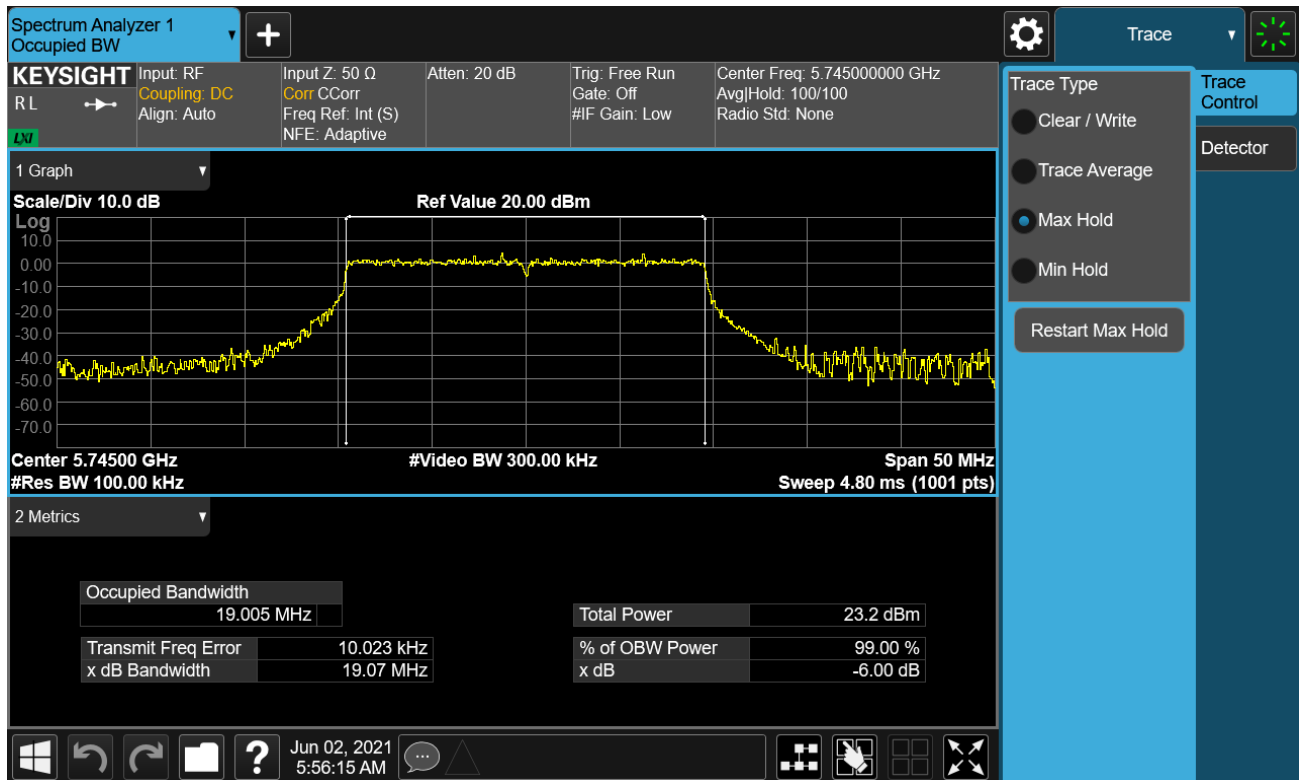 Spectrum Analyzer 1
Occupied BW
Trace
KEYSIGHT
R L
LXI
Input: RF
Coupling: DC
Align: Auto
Input Z: 50 Ω
Corr CCorr
Freq Ref: Int (S)
NFE: Adaptive
Atten: 20 dB
Trig: Free Run
Gate: Off
#IF Gain: Low
Center Freq: 5.745000000 GHz
Avg|Hold: 100/100
Radio Std: None
Trace Type
Clear / Write
Trace Average
Max Hold
Min Hold
Restart Max Hold
Trace
Control
Detector
1 Graph
Scale/Div 10.0 dB
Ref Value 20.00 dBm
Log
10.0
0.00
-10.0
-20.0
-30.0
-40.0
-50.0
-60.0
-70.0
Center 5.74500 GHz
#Video BW 300.00 kHz
Span 50 MHz
#Res BW 100.00 kHz
Sweep 4.80 ms (1001 pts)
2 Metrics
Occupied Bandwidth
19.005 MHz
Total Power 23.2 dBm
Transmit Freq Error 10.023 kHz
% of OBW Power 99.00 %
x dB Bandwidth 19.07 MHz
x dB -6.00 dB
Jun 02, 2021
5:56:15 AM